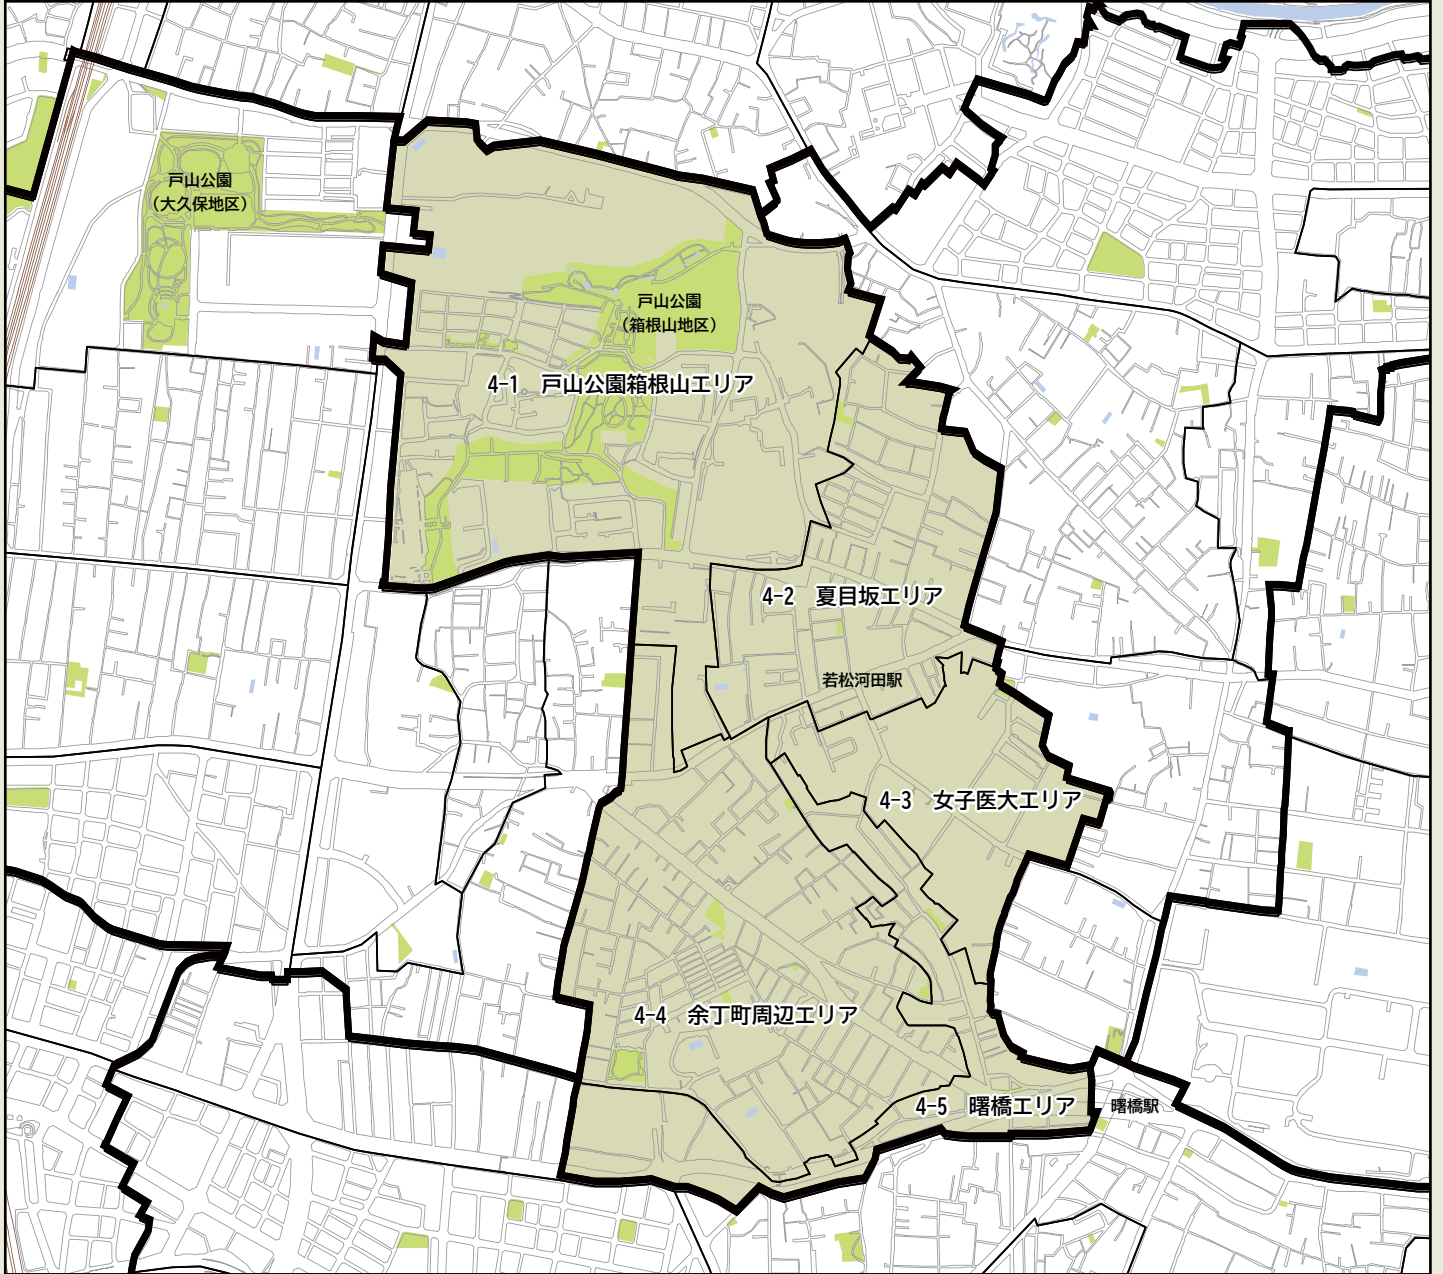 戸山公園
(大久保地区)
戸山公園
(箱根山地区)
4-1 戸山公園箱根山エリア
4-2 夏目坂エリア
若松河田駅
4-3 女子医大エリア
4-4 余丁町周辺エリア
4-5 曙橋エリア
曙橋駅